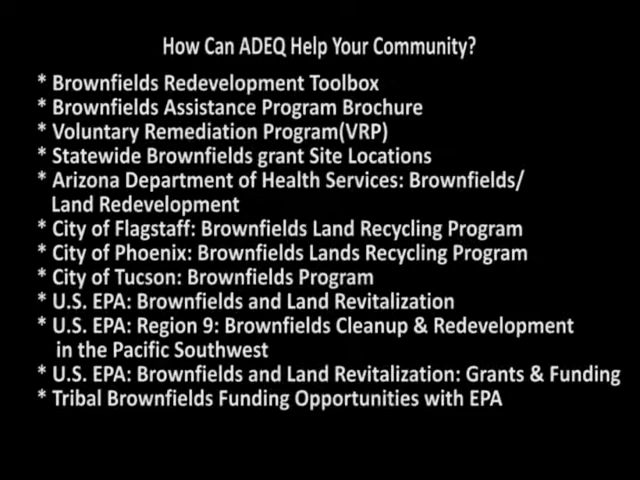 How Can ADEQ Help Your Community?
* Brownfields Redevelopment Toolbox
* Brownfields Assistance Program Brochure
* Voluntary Remediation Program(VRP)
* Statewide Brownfields grant Site Locations
* Arizona Department of Health Services: Brownfields/
Land Redevelopment
* City of Flagstaff: Brownfields Land Recycling Program
* City of Phoenix: Brownfields Lands Recycling Program
* City of Tucson: Brownfields Program
* U.S. EPA: Brownfields and Land Revitalization
* U.S. EPA: Region 9: Brownfields Cleanup & Redevelopment
in the Pacific Southwest
* U.S. EPA: Brownfields and Land Revitalization: Grants & Funding
* Tribal Brownfields Funding Opportunities with EPA